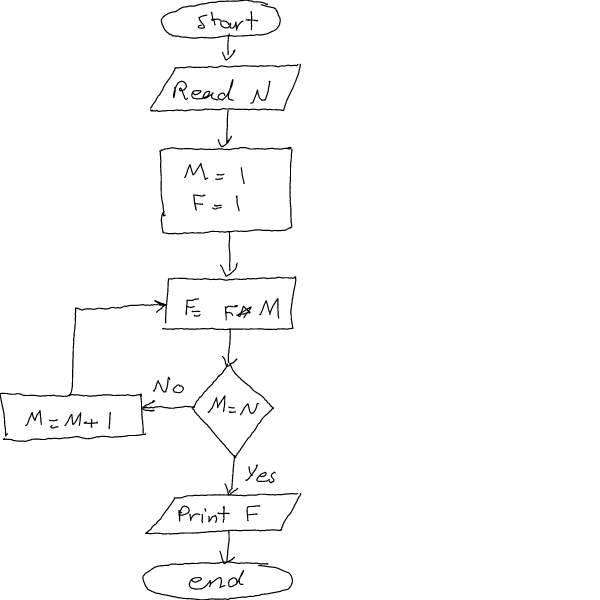 start
Read N
M = 1
F = 1
F = F * M
No
M = N
M = M + 1
Yes
Print F
end